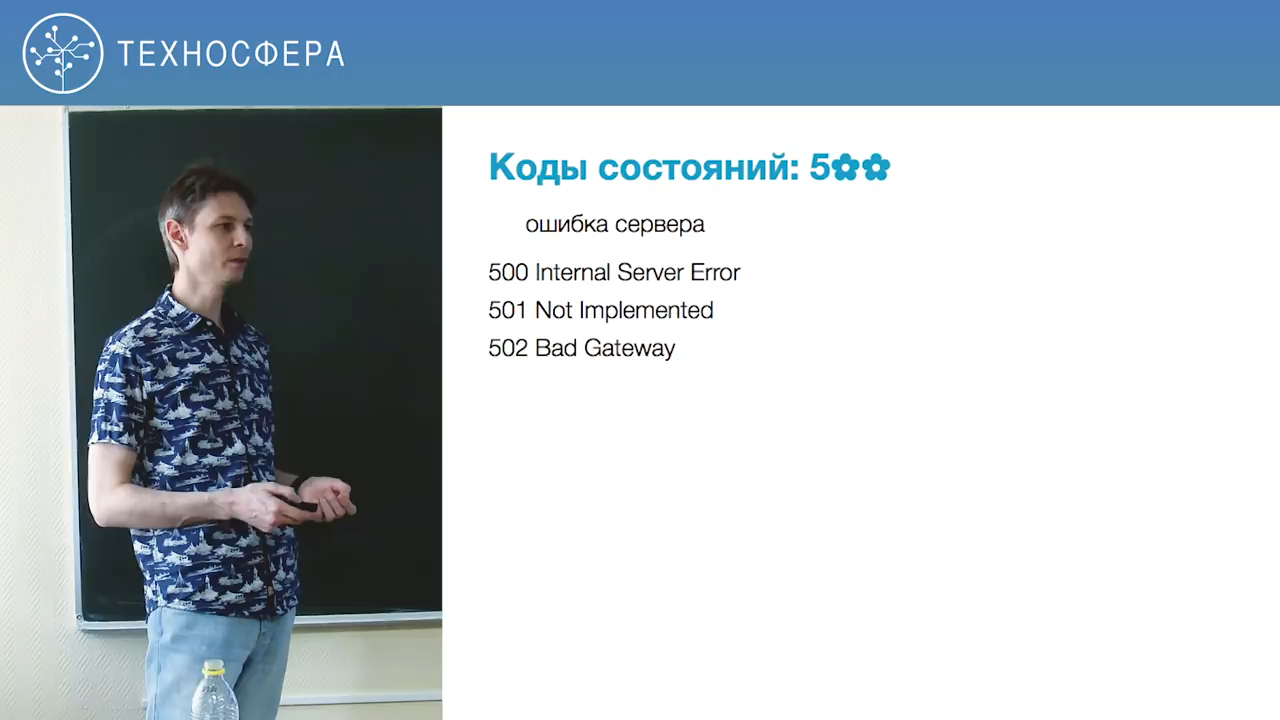 ТЕХНОСФЕРА
Коды состояний: 5✿✿
ошибка сервера
500 Internal Server Error
501 Not Implemented
502 Bad Gateway